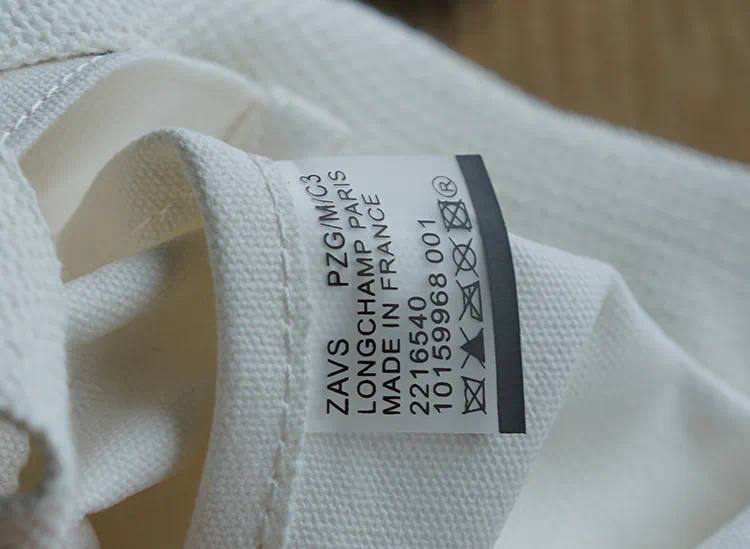 ZAVS PZG/M/C3
LONGCHAMP PARIS
MADE IN FRANCE
2216540
10159968 001
®